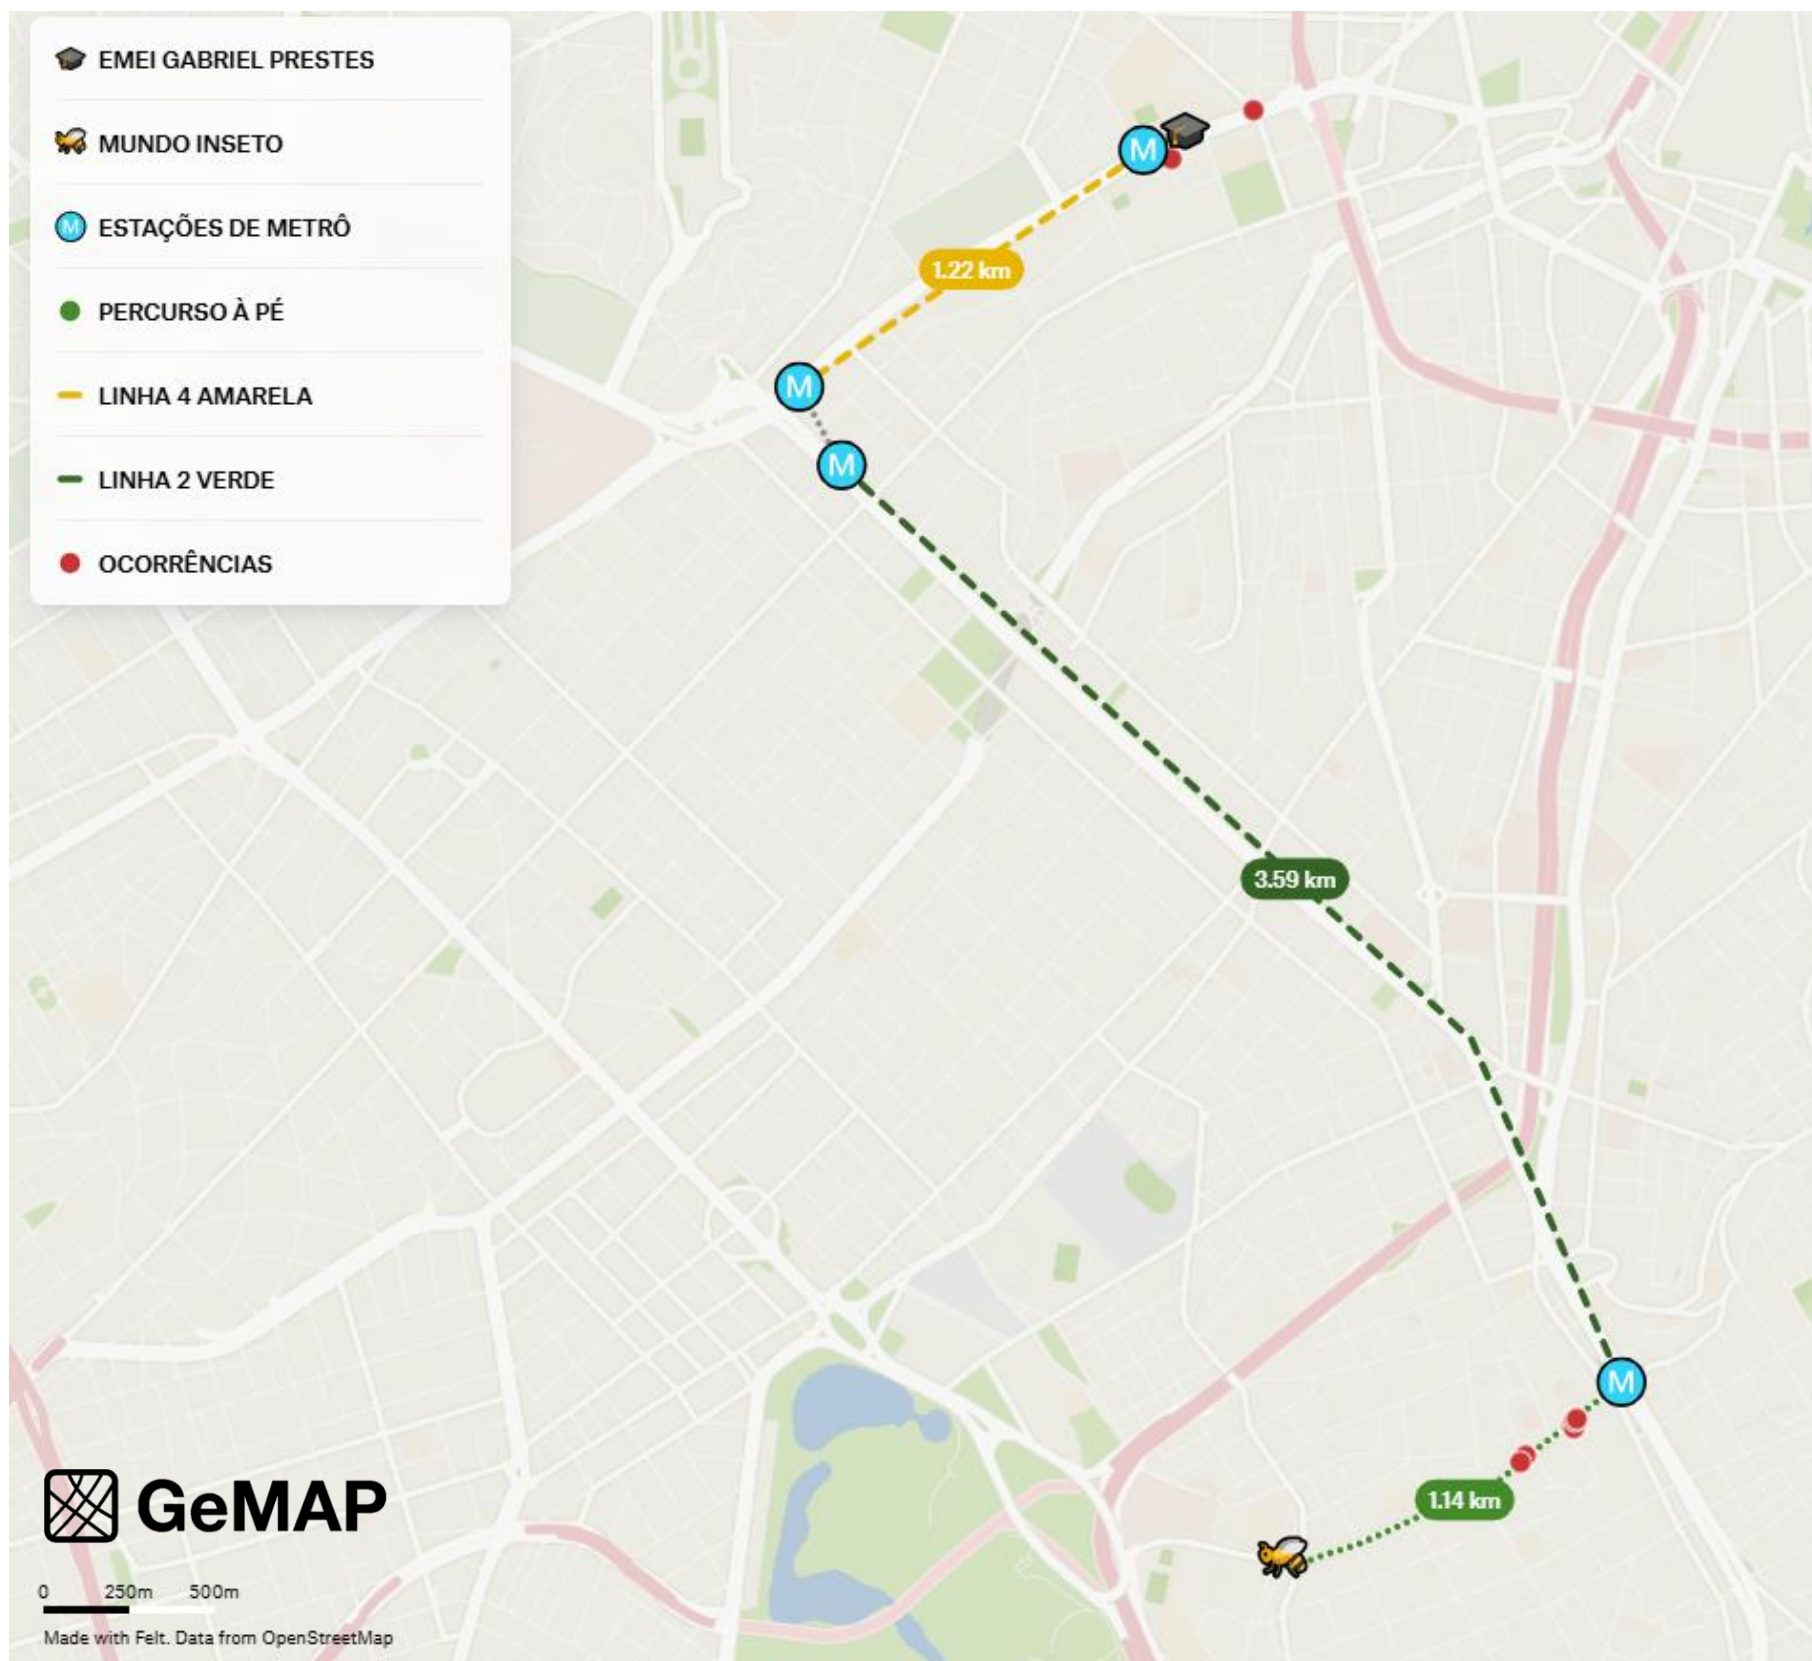 EMEI GABRIEL PRESTES
MUNDO INSETO
M ESTAÇÕES DE METRÔ
PERCURSO À PÉ
LINHA 4 AMARELA
LINHA 2 VERDE
OCORRÊNCIAS
M
1.22 km
M
M
3.59 km
M
1.14 km
GeMAP
0 250m 500m
Made with Felt. Data from OpenStreetMap